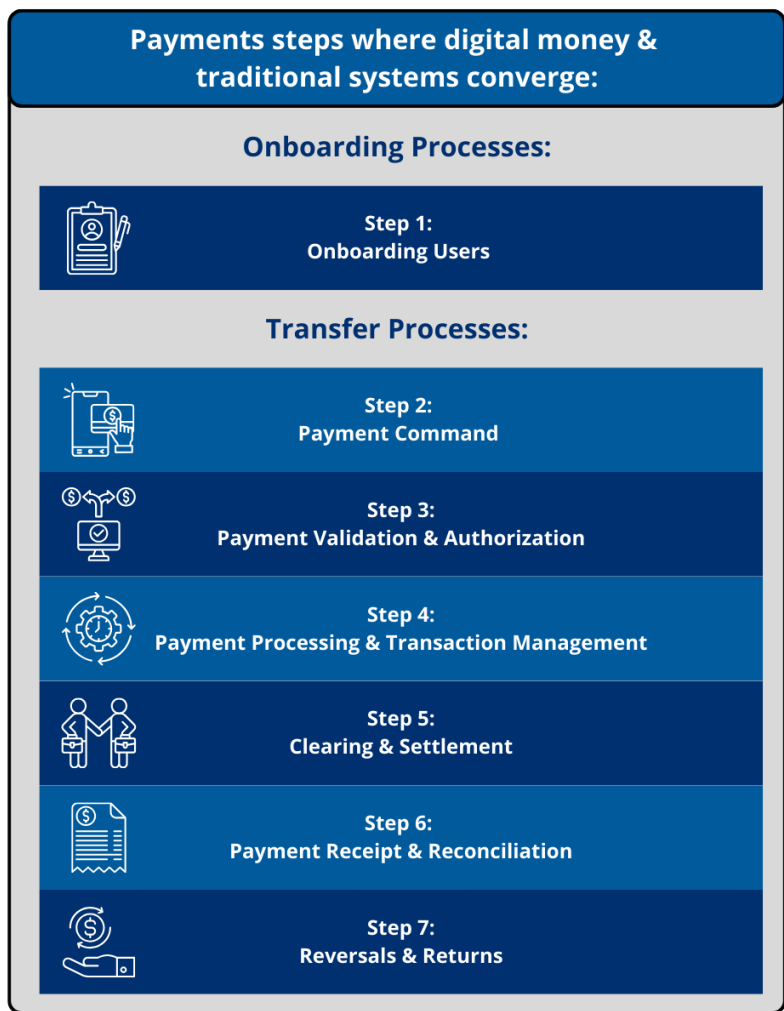 Payments steps where digital money &
traditional systems converge:
Onboarding Processes:
Step 1:
Onboarding Users
Transfer Processes:
Step 2:
Payment Command
Step 3:
Payment Validation & Authorization
Step 4:
Payment Processing & Transaction Management
Step 5:
Clearing & Settlement
Step 6:
Payment Receipt & Reconciliation
Step 7:
Reversals & Returns